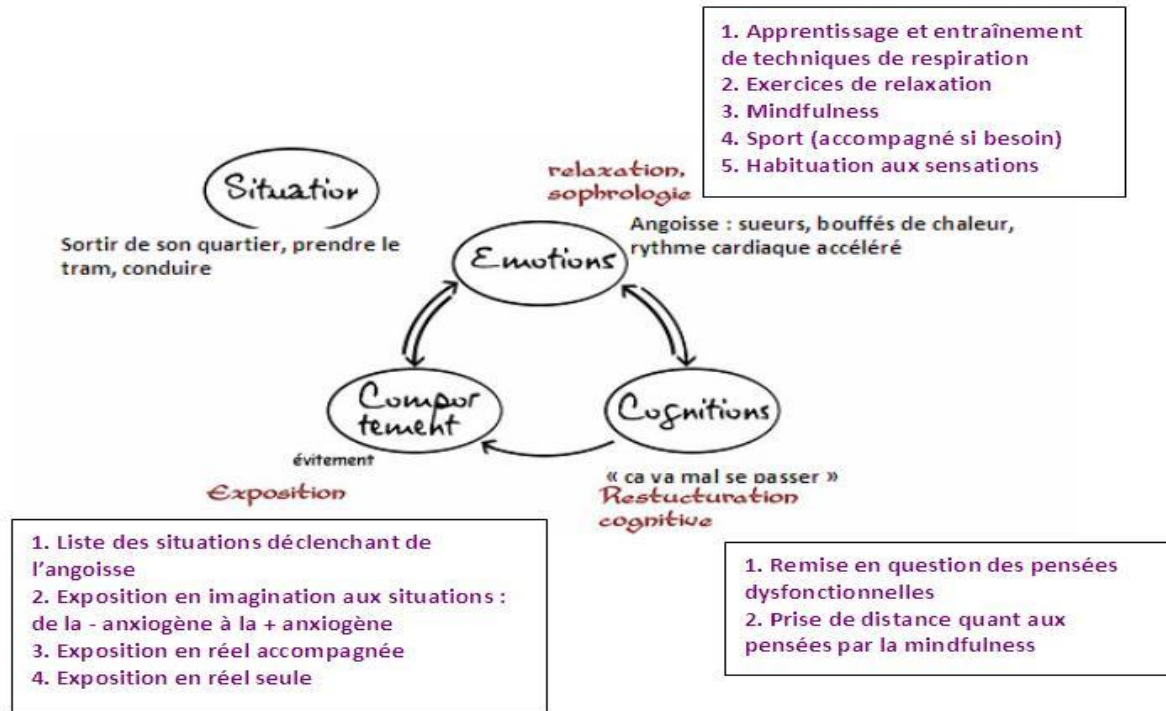 1. Apprentissage et entraînement
de techniques de respiration
2. Exercices de relaxation
3. Mindfulness
4. Sport (accompagné si besoin)
5. Habituation aux sensations
relaxation,
sophrologie
Situation
Sortir de son quartier, prendre le
tram, conduire
Angoisse : sueurs, bouffés de chaleur,
rythme cardiaque accéléré
Emotions
Compor
tement
évitement
Exposition
Cognitions
« ca va mal se passer »
Restucturation
cognitive
1. Liste des situations déclenchant de
l'angoisse
2. Exposition en imagination aux situations :
de la - anxiogène à la + anxiogène
3. Exposition en réel accompagnée
4. Exposition en réel seule
1. Remise en question des pensées
dysfonctionnelles
2. Prise de distance quant aux
pensées par la mindfulness